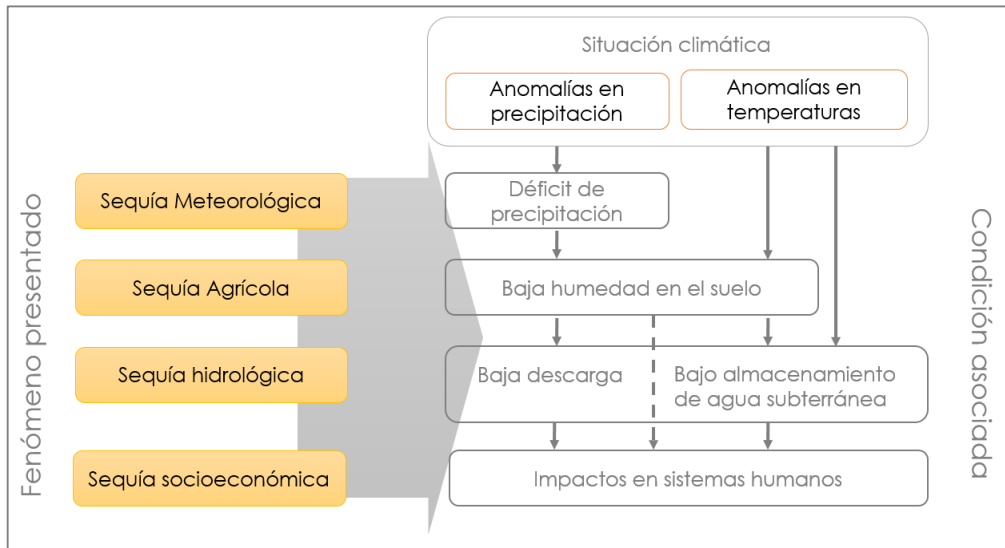 Situación climática
Anomalías en
precipitación
Anomalías en
temperaturas
Fenómeno presentado
Sequía Meteorológica
Déficit de
precipitación
Sequía Agrícola
Baja humedad en el suelo
Sequía hidrológica
Baja descarga
Bajo almacenamiento
de agua subterránea
Sequía socioeconómica
Impactos en sistemas humanos
Condición asociada